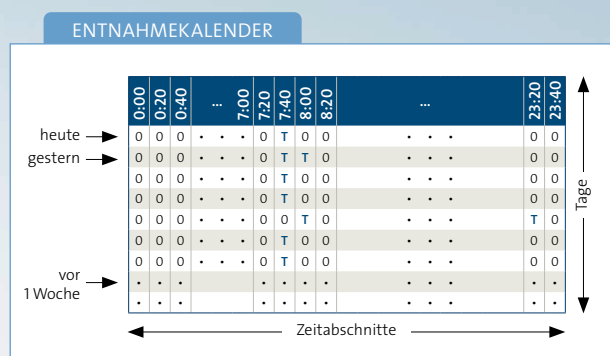 ENTNAHMEKALENDER
0:00 0:20 0:40 ... 7:00 7:20 7:40 8:00 8:20 ... 23:20 23:40
heute 0 0 0 • • • 0 T 0 0 • • • 0 0
gestern 0 0 0 • • • 0 T T 0 • • • 0 0
0 0 0 • • • 0 T 0 0 • • • 0 0
0 0 0 • • • 0 T 0 0 • • • 0 0
0 0 0 • • • 0 0 T 0 • • • T 0
0 0 0 • • • 0 T 0 0 • • • 0 0
0 0 0 • • • 0 T 0 0 • • • 0 0
vor
1 Woche • • • • • • • • • • • •
• • • • • • • • • • • •
Tage
Zeitabschnitte